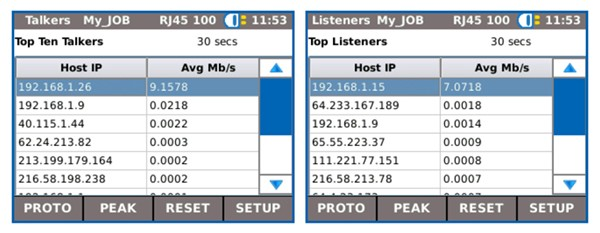 Talkers My_JOB RJ45 100 11:53
Top Ten Talkers 30 secs
Host IP Avg Mb/s
192.168.1.26 9.1578
192.168.1.9 0.0218
40.115.1.44 0.0022
62.24.213.82 0.0003
213.199.179.164 0.0002
216.58.198.238 0.0002
PROTO PEAK RESET SETUP
Listeners My_JOB RJ45 100 11:53
Top Listeners 30 secs
Host IP Avg Mb/s
192.168.1.15 7.0718
64.233.167.189 0.0018
192.168.1.9 0.0014
65.55.223.37 0.0009
111.221.77.151 0.0008
216.58.213.78 0.0007
PROTO PEAK RESET SETUP